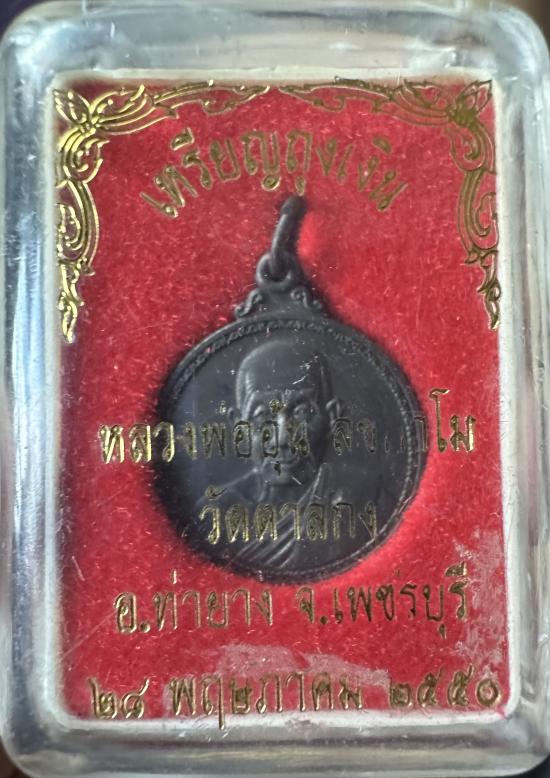 เหรียญถุงเงิน
หลวงพ่ออุ้น
วัดตาลกง
อ.ท่ายาง จ.เพชรบุรี
๒๘ พฤษภาคม ๒๕๕๐